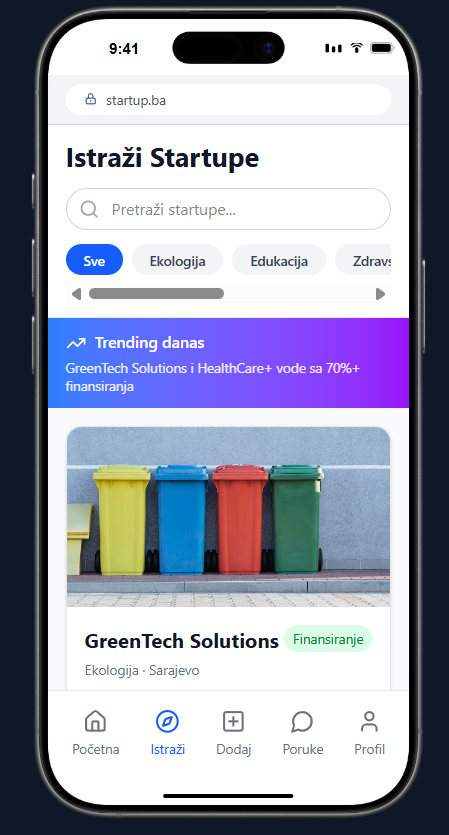 9:41
startup.ba
Istraži Startupe
Pretraži startupe...
Sve Ekologija Edukacija Zdravs
Trending danas
GreenTech Solutions i HealthCare+ vode sa 70%+
finansiranja
GreenTech Solutions Finansiranje
Ekologija · Sarajevo
Početna Istraži Dodaj Poruke Profil